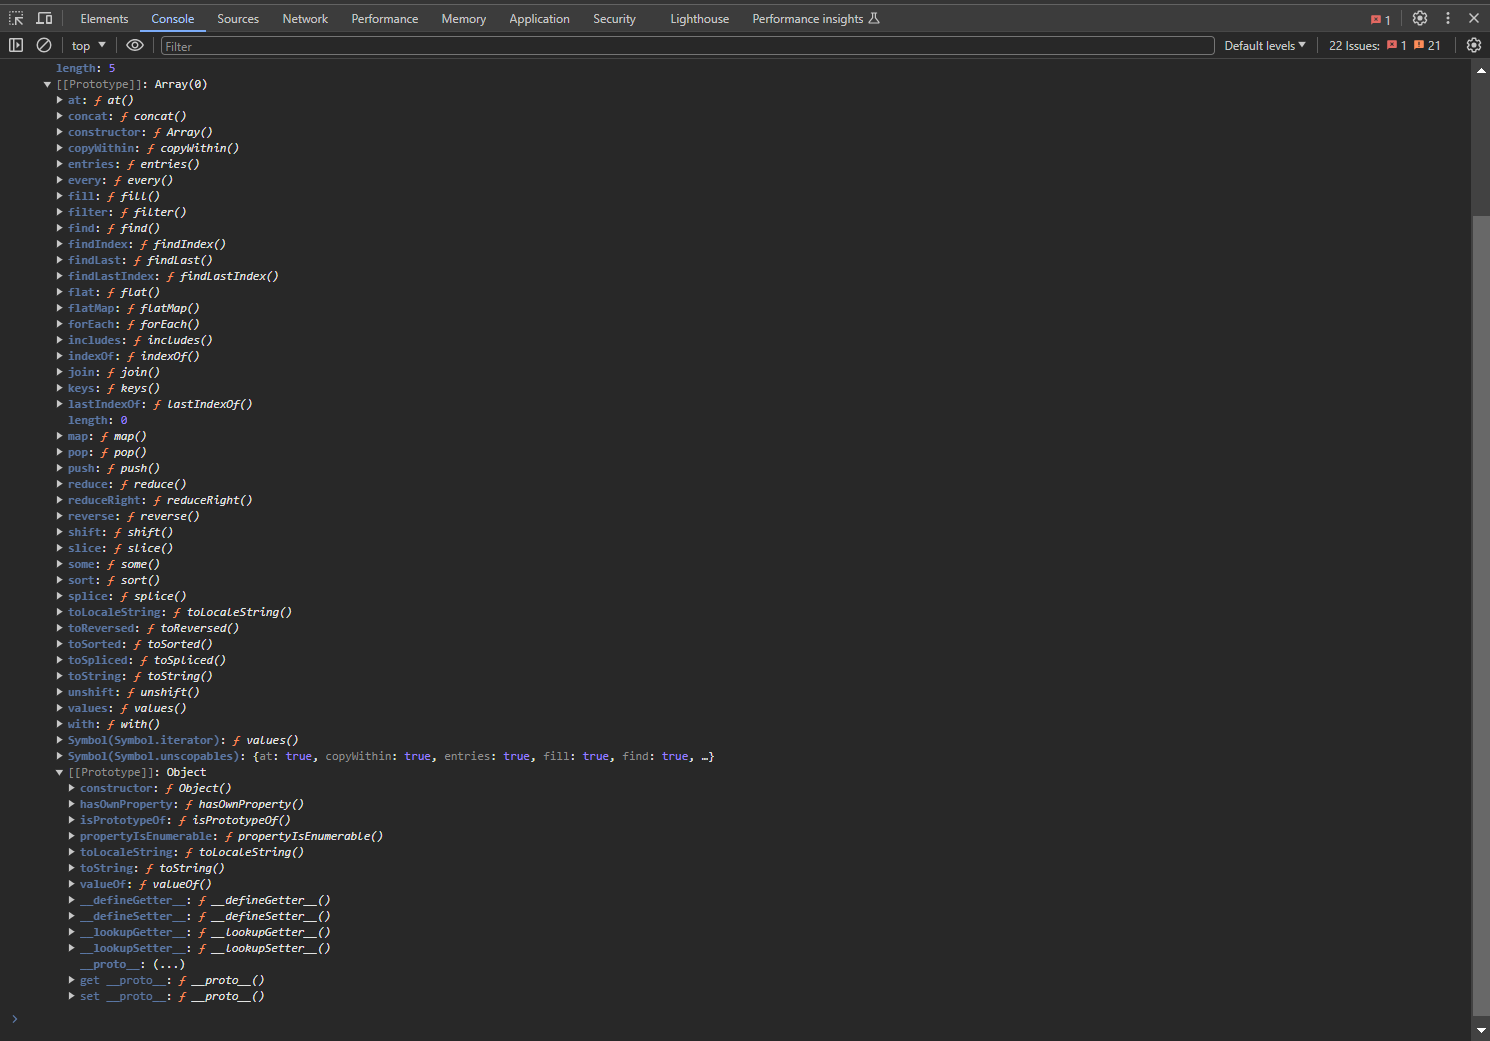 Elements Console Sources Network Performance Memory Application Security Lighthouse Performance insights 1
top Filter Default levels 22 Issues: 1 21
length: 5
[[Prototype]]: Array(0)
at: ƒ at()
concat: ƒ concat()
constructor: ƒ Array()
copyWithin: ƒ copyWithin()
entries: ƒ entries()
every: ƒ every()
fill: ƒ fill()
filter: ƒ filter()
find: ƒ find()
findIndex: ƒ findIndex()
findLast: ƒ findLast()
findLastIndex: ƒ findLastIndex()
flat: ƒ flat()
flatMap: ƒ flatMap()
forEach: ƒ forEach()
includes: ƒ includes()
indexOf: ƒ indexOf()
join: ƒ join()
keys: ƒ keys()
lastIndexOf: ƒ lastIndexOf()
length: 0
map: ƒ map()
pop: ƒ pop()
push: ƒ push()
reduce: ƒ reduce()
reduceRight: ƒ reduceRight()
reverse: ƒ reverse()
shift: ƒ shift()
slice: ƒ slice()
some: ƒ some()
sort: ƒ sort()
splice: ƒ splice()
toLocaleString: ƒ toLocaleString()
toReversed: ƒ toReversed()
toSorted: ƒ toSorted()
toSpliced: ƒ toSpliced()
toString: ƒ toString()
unshift: ƒ unshift()
values: ƒ values()
with: ƒ with()
Symbol(Symbol.iterator): ƒ values()
Symbol(Symbol.unscopables): {at: true, copyWithin: true, entries: true, fill: true, find: true, …}
[[Prototype]]: Object
constructor: ƒ Object()
hasOwnProperty: ƒ hasOwnProperty()
isPrototypeOf: ƒ isPrototypeOf()
propertyIsEnumerable: ƒ propertyIsEnumerable()
toLocaleString: ƒ toLocaleString()
toString: ƒ toString()
valueOf: ƒ valueOf()
__defineGetter__: ƒ __defineGetter__()
__defineSetter__: ƒ __defineSetter__()
__lookupGetter__: ƒ __lookupGetter__()
__lookupSetter__: ƒ __lookupSetter__()
__proto__: (...)
get __proto__: ƒ __proto__()
set __proto__: ƒ __proto__()